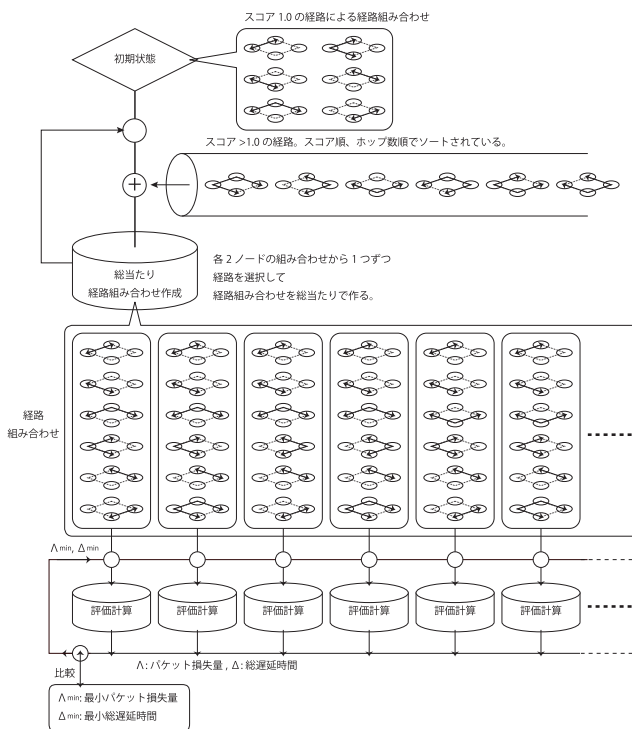 スコア 1.0 の経路による経路組み合わせ
初期状態
スコア >1.0 の経路。スコア順、ホップ数順でソートされている。
総当たり
経路組み合わせ作成
各 2 ノードの組み合わせから 1 つずつ
経路を選択して
経路組み合わせを総当たりで作る。
経路
組み合わせ
Λmin, Δmin
評価計算 評価計算 評価計算 評価計算 評価計算 評価計算
Λ: パケット損失量 , Δ: 総遅延時間
比較
Λmin: 最小パケット損失量
Δmin: 最小総遅延時間